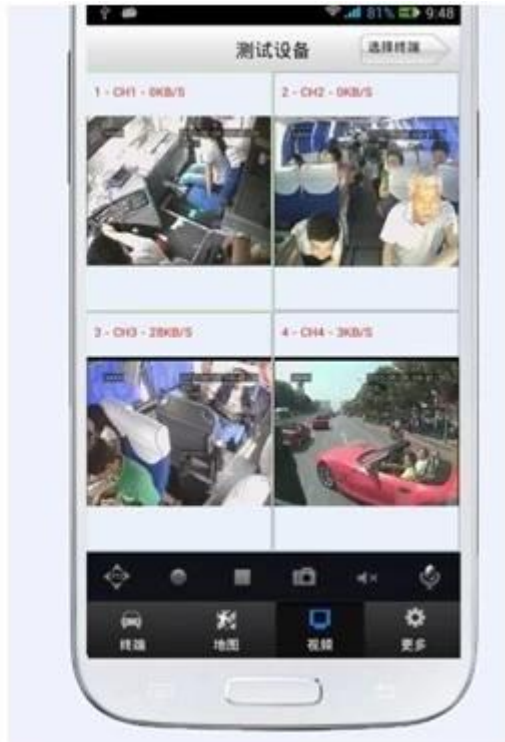 81% 9:48
测试设备
选择终端
1 - CH1 - 0KB/S
2 - CH2 - 0KB/S
3 - CH3 - 28KB/S
4 - CH4 - 3KB/S
终端
地图
视频
更多